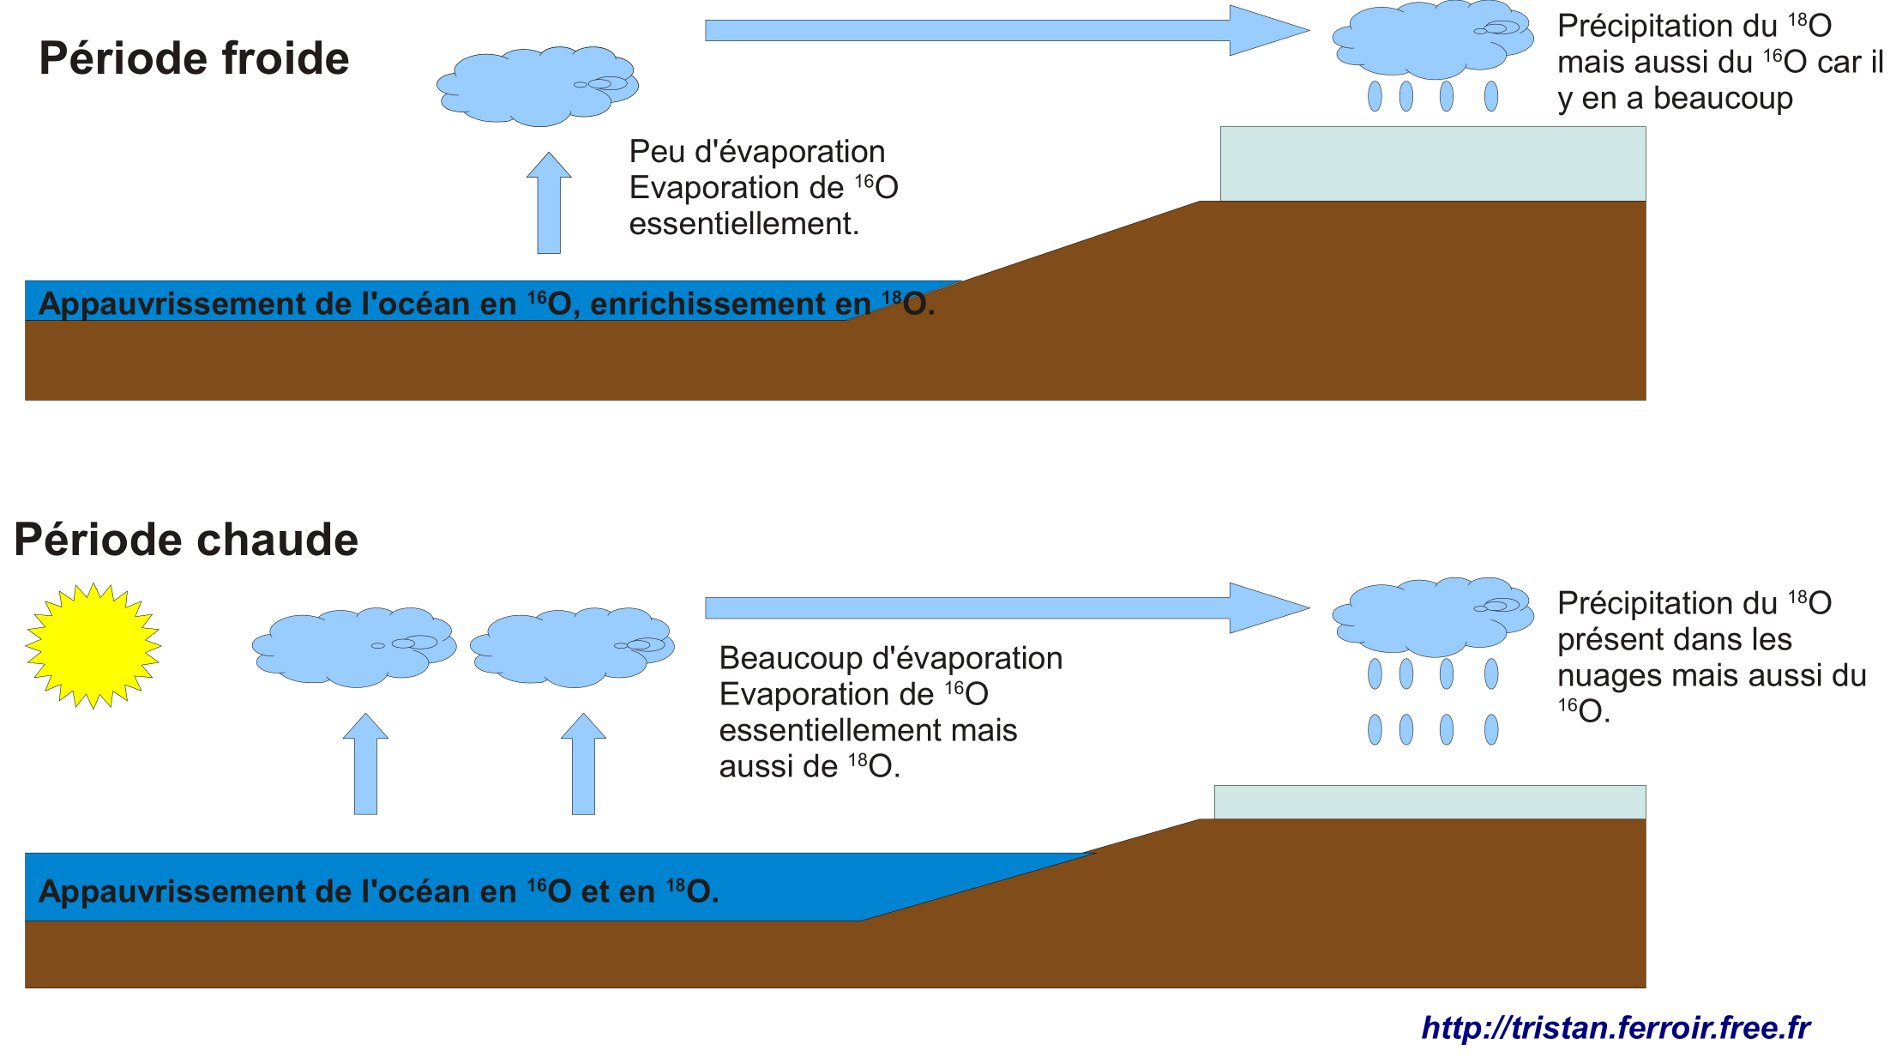 Période froide
Précipitation du ¹⁸O
mais aussi du ¹⁶O car il
y en a beaucoup
Peu d'évaporation
Evaporation de ¹⁶O
essentiellement.
Appauvrissement de l'océan en ¹⁶O, enrichissement en ¹⁸O.
Période chaude
Beaucoup d'évaporation
Evaporation de ¹⁶O
essentiellement mais
aussi de ¹⁸O.
Précipitation du ¹⁸O
présent dans les
nuages mais aussi du
¹⁶O.
Appauvrissement de l'océan en ¹⁶O et en ¹⁸O.
http://tristan.ferroir.free.fr